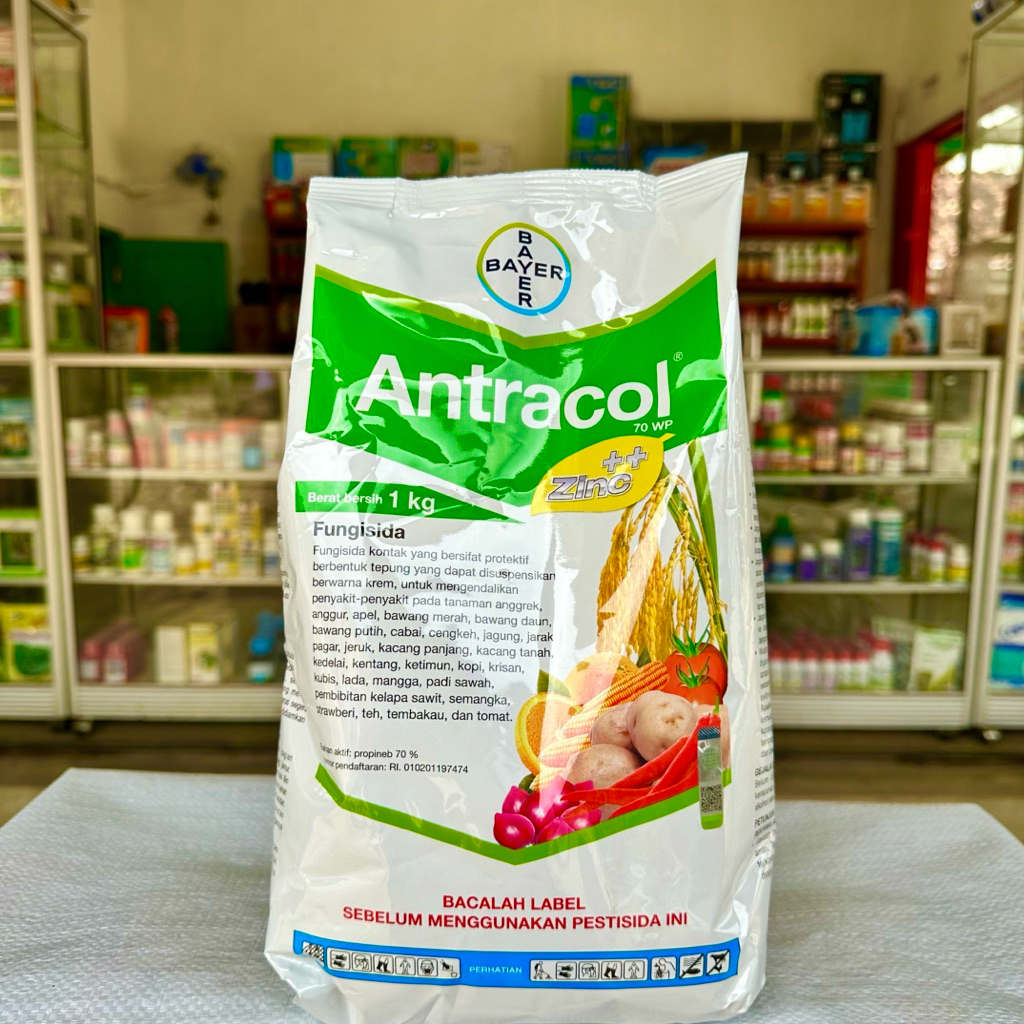 BAYER
BAYER
Antracol®
70 WP
Zinc++
Berat bersih 1 kg
Fungisida
Fungisida kontak yang bersifat protektif
berbentuk tepung yang dapat disuspensikan
berwarna krem, untuk mengendalikan
penyakit-penyakit pada tanaman anggrek,
anggur, apel, bawang merah, bawang daun,
bawang putih, cabai, cengkeh, jagung, jarak
pagar, jeruk, kacang panjang, kacang tanah,
kedelai, kentang, ketimun, kopi, krisan,
kubis, lada, mangga, padi sawah,
pembibitan kelapa sawit, semangka,
strawberi, teh, tembakau, dan tomat.
aktif: propineb 70 %
pendaftaran: RI. 010201197474
BACALAH LABEL
SEBELUM MENGGUNAKAN PESTISIDA INI
PERHATIAN